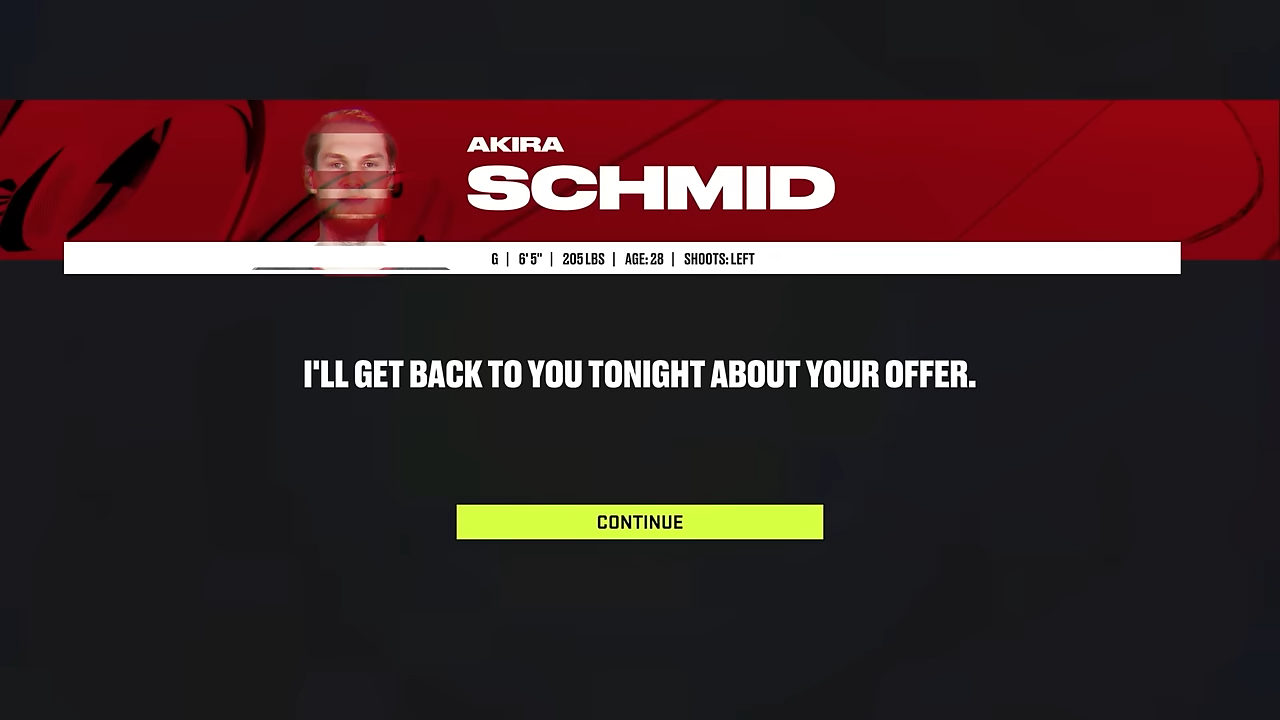 AKIRA
SCHMID
G | 6'5" | 205 LBS | AGE: 28 | SHOOTS: LEFT
I'LL GET BACK TO YOU TONIGHT ABOUT YOUR OFFER.
CONTINUE